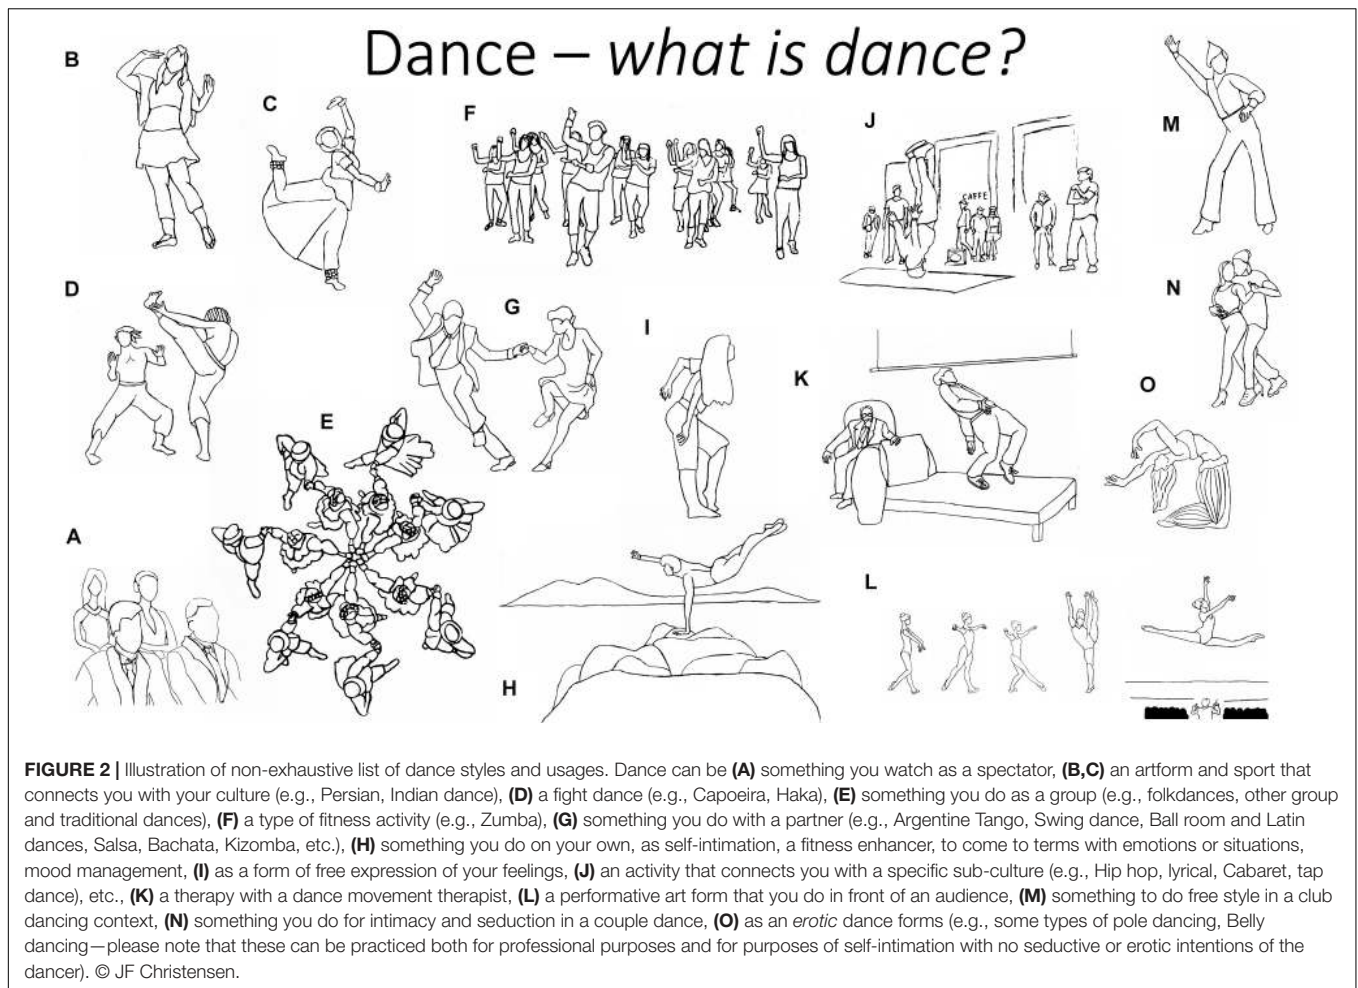 Dance – what is dance?
B
C
F
J
M
D
G
I
N
K
O
E
A
L
H
CAFFE
FIGURE 2 | Illustration of non-exhaustive list of dance styles and usages. Dance can be (A) something you watch as a spectator, (B,C) an artform and sport that
connects you with your culture (e.g., Persian, Indian dance), (D) a fight dance (e.g., Capoeira, Haka), (E) something you do as a group (e.g., folkdances, other group
and traditional dances), (F) a type of fitness activity (e.g., Zumba), (G) something you do with a partner (e.g., Argentine Tango, Swing dance, Ball room and Latin
dances, Salsa, Bachata, Kizomba, etc.), (H) something you do on your own, as self-intimation, a fitness enhancer, to come to terms with emotions or situations,
mood management, (I) as a form of free expression of your feelings, (J) an activity that connects you with a specific sub-culture (e.g., Hip hop, lyrical, Cabaret, tap
dance), etc., (K) a therapy with a dance movement therapist, (L) a performative art form that you do in front of an audience, (M) something to do free style in a club
dancing context, (N) something you do for intimacy and seduction in a couple dance, (O) as an erotic dance forms (e.g., some types of pole dancing, Belly
dancing—please note that these can be practiced both for professional purposes and for purposes of self-intimation with no seductive or erotic intentions of the
dancer). © JF Christensen.